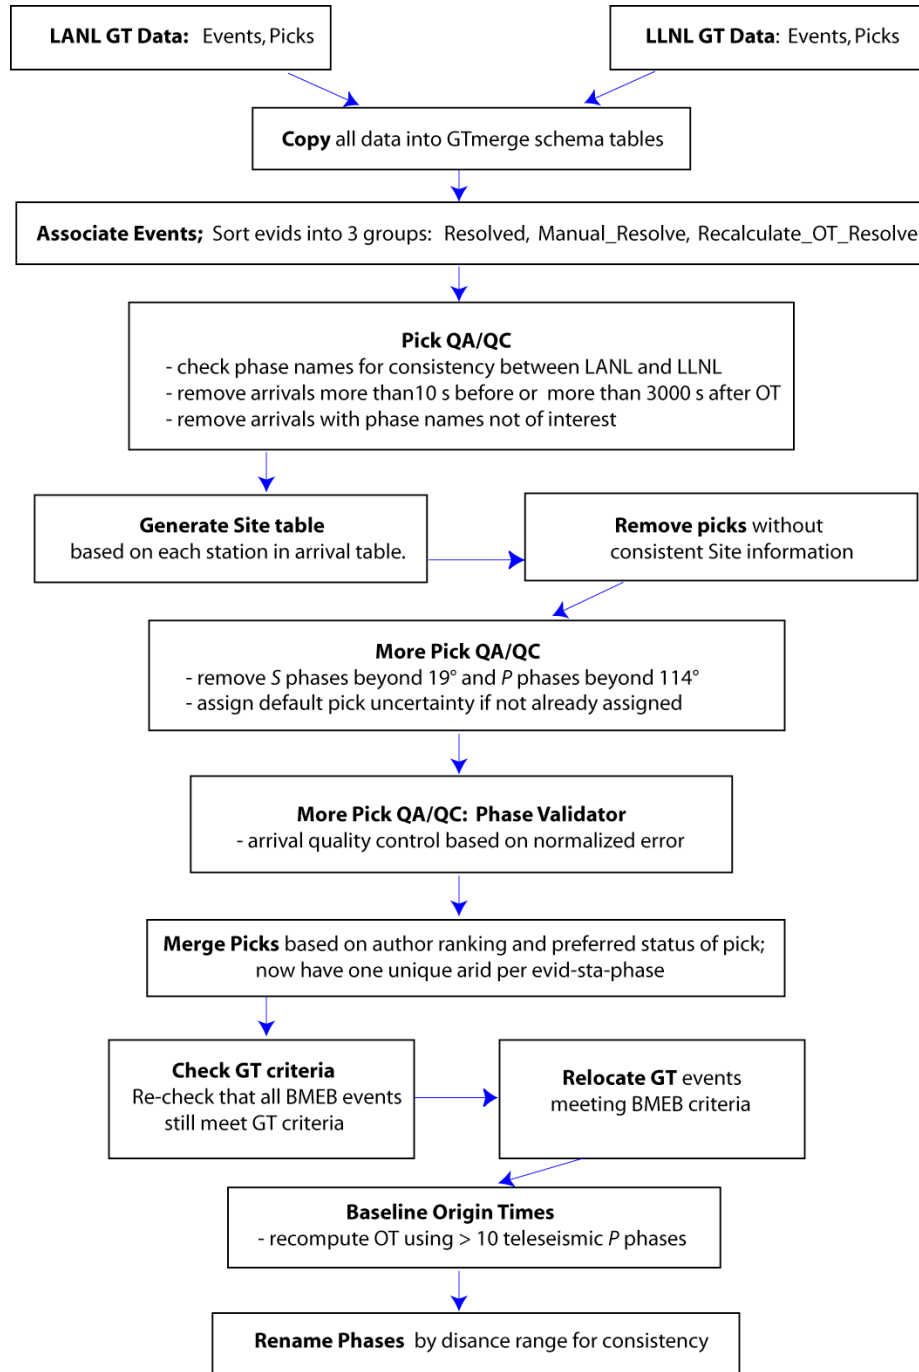 LANL GT Data: Events, Picks
LLNL GT Data: Events, Picks
Copy all data into GTmerge schema tables
Associate Events; Sort evids into 3 groups: Resolved, Manual_Resolve, Recalculate_OT_Resolve
Pick QA/QC
- check phase names for consistency between LANL and LLNL
- remove arrivals more than10 s before or more than 3000 s after OT
- remove arrivals with phase names not of interest
Generate Site table
based on each station in arrival table.
Remove picks without
consistent Site information
More Pick QA/QC
- remove S phases beyond 19° and P phases beyond 114°
- assign default pick uncertainty if not already assigned
More Pick QA/QC: Phase Validator
- arrival quality control based on normalized error
Merge Picks based on author ranking and preferred status of pick;
now have one unique arid per evid-sta-phase
Check GT criteria
Re-check that all BMEB events
still meet GT criteria
Relocate GT events
meeting BMEB criteria
Baseline Origin Times
- recompute OT using > 10 teleseismic P phases
Rename Phases by disance range for consistency